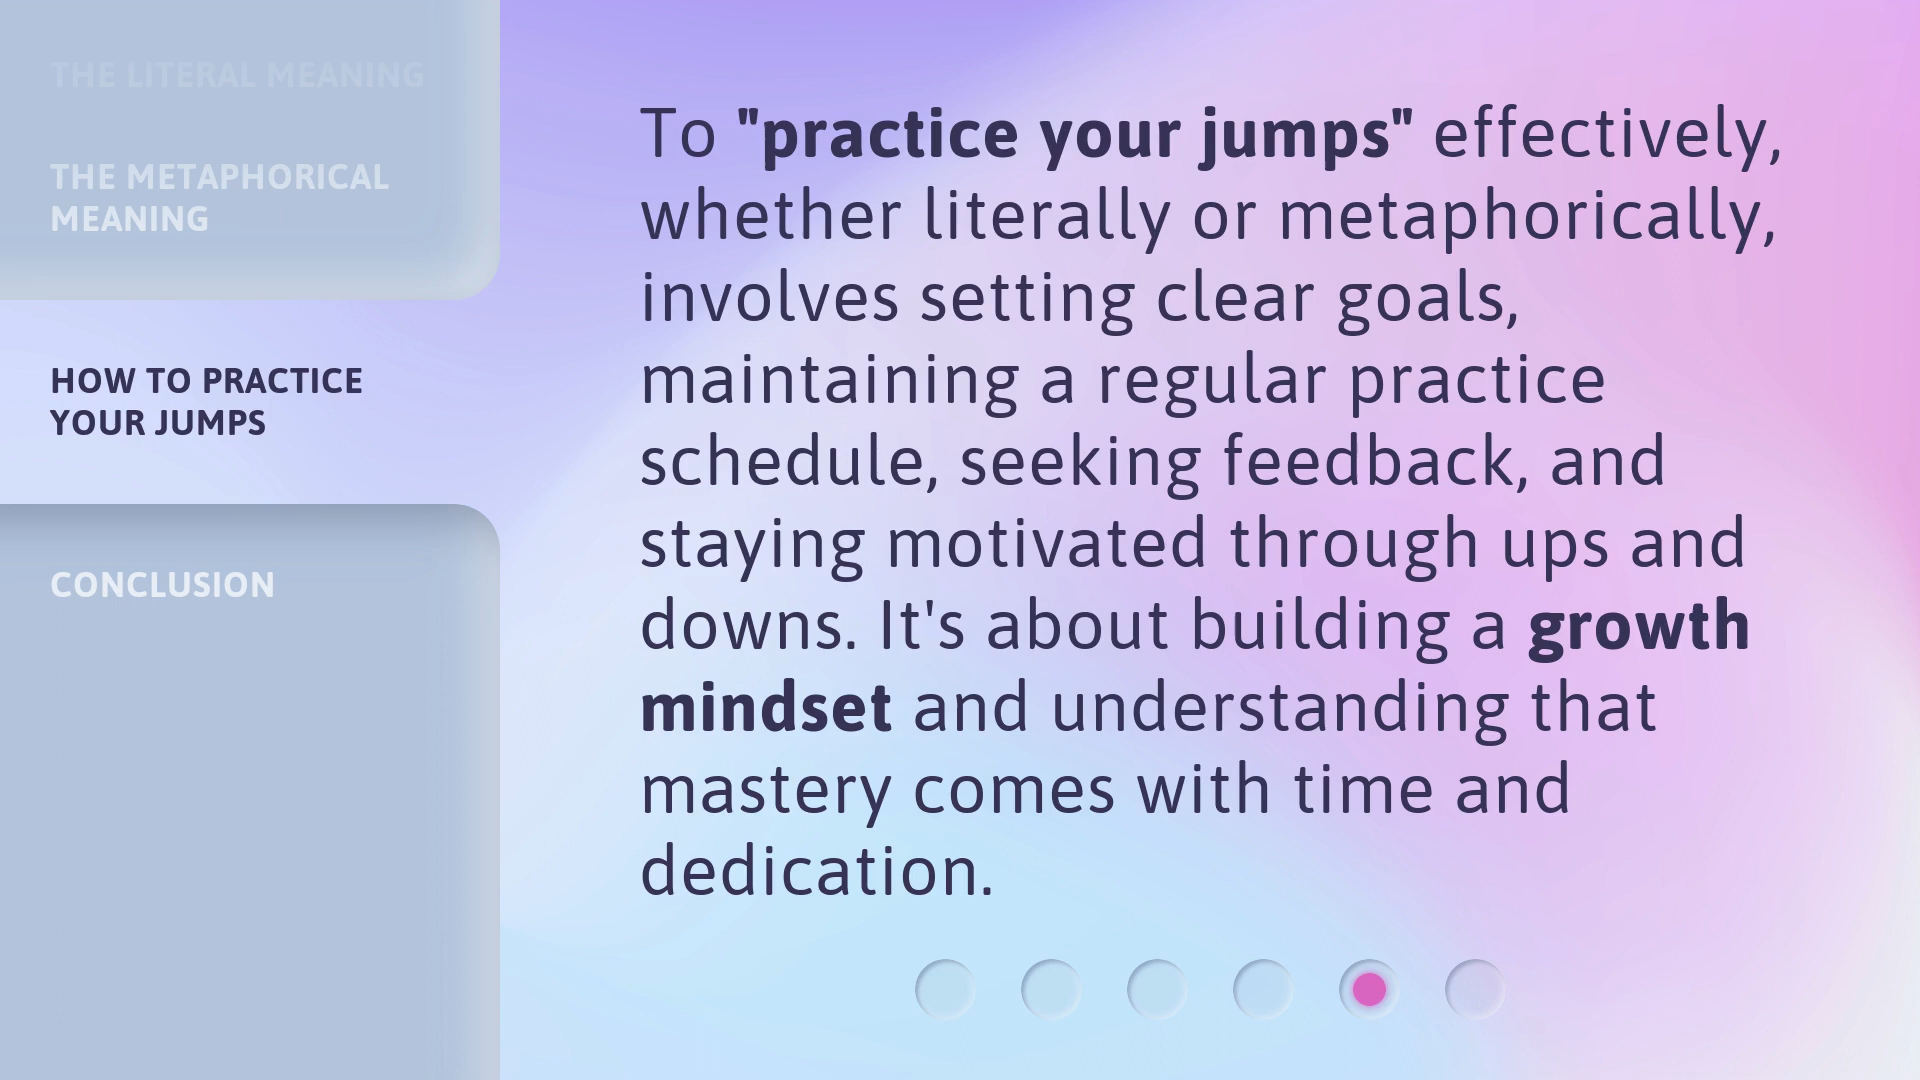 THE LITERAL MEANING
THE METAPHORICAL
MEANING
HOW TO PRACTICE
YOUR JUMPS
CONCLUSION
To "practice your jumps" effectively,
whether literally or metaphorically,
involves setting clear goals,
maintaining a regular practice
schedule, seeking feedback, and
staying motivated through ups and
downs. It's about building a growth
mindset and understanding that
mastery comes with time and
dedication.